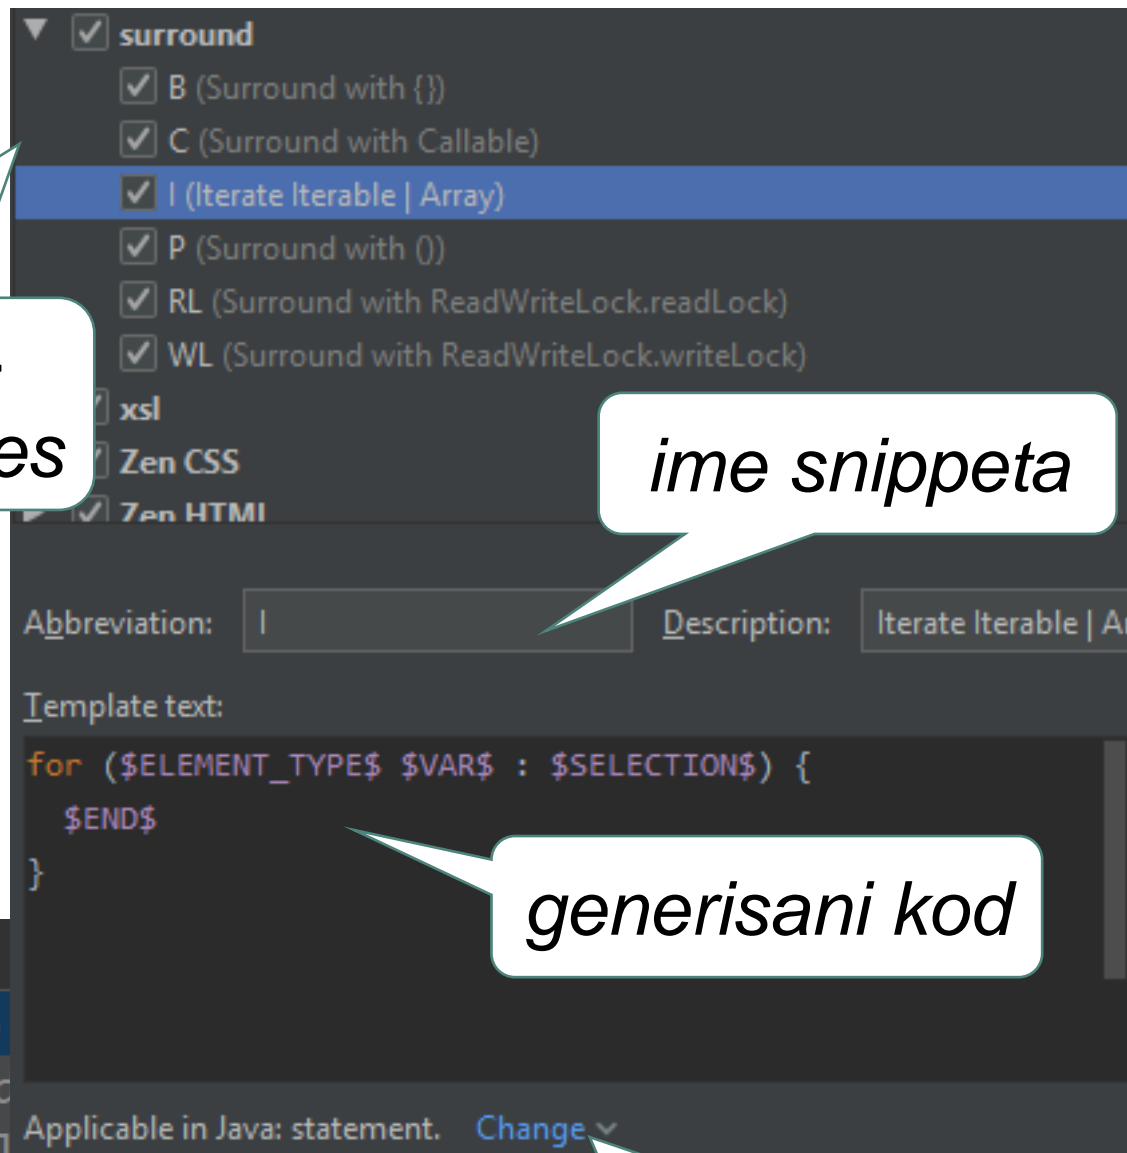 surround
B (Surround with {})
C (Surround with Callable)
I (Iterate Iterable | Array)
P (Surround with ())
RL (Surround with ReadWriteLock.readLock)
WL (Surround with ReadWriteLock.writeLock)
xsl
Zen CSS
Zen HTML
ime snippeta
Abbreviation: I Description: Iterate Iterable |
Template text:
for ($ELEMENT_TYPE$ $VAR$ : $SELECTION$) {
$END$
}
generisani kod
Applicable in Java: statement. Change